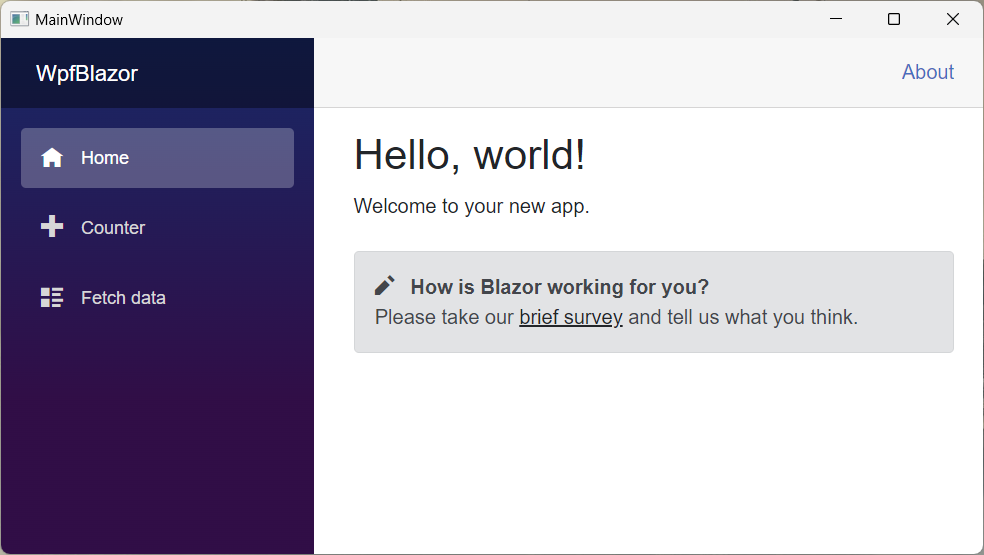 MainWindow
WpfBlazor
About
Home
Counter
Fetch data
Hello, world!
Welcome to your new app.
How is Blazor working for you?
Please take our brief survey and tell us what you think.